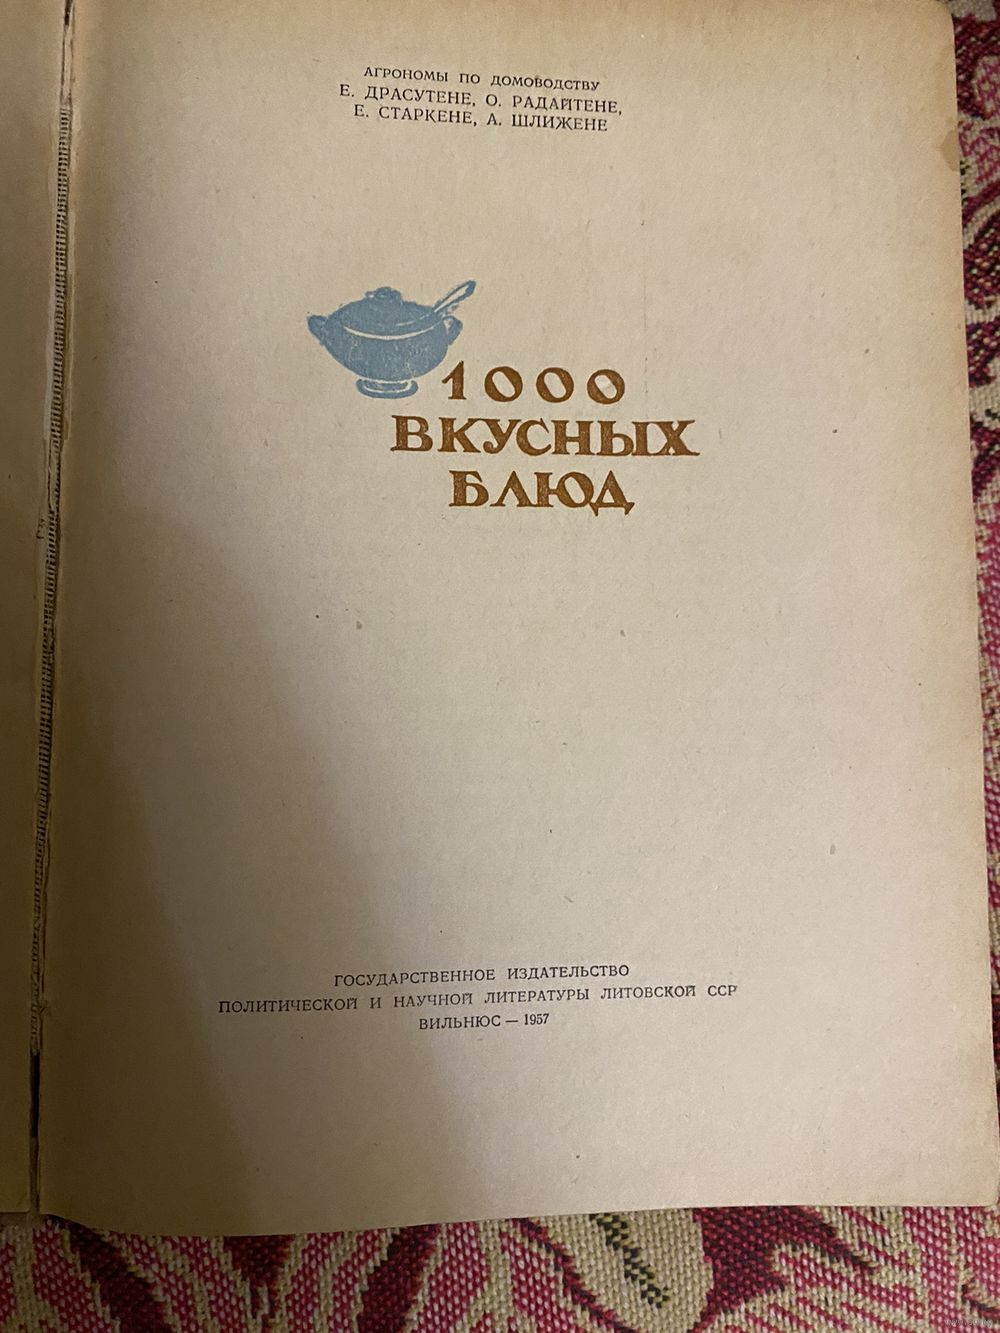 АГРОНОМЫ ПО ДОМОВОДСТВУ
Е. ДРАСУТЕНЕ, О. РАДАЙТЕНЕ,
Е. СТАРКЕНЕ, А. ШЛИЖЕНЕ
1000
ВКУСНЫХ
БЛЮД
ГОСУДАРСТВЕННОЕ ИЗДАТЕЛЬСТВО
ПОЛИТИЧЕСКОЙ И НАУЧНОЙ ЛИТЕРАТУРЫ ЛИТОВСКОЙ ССР
ВИЛЬНЮС — 1957